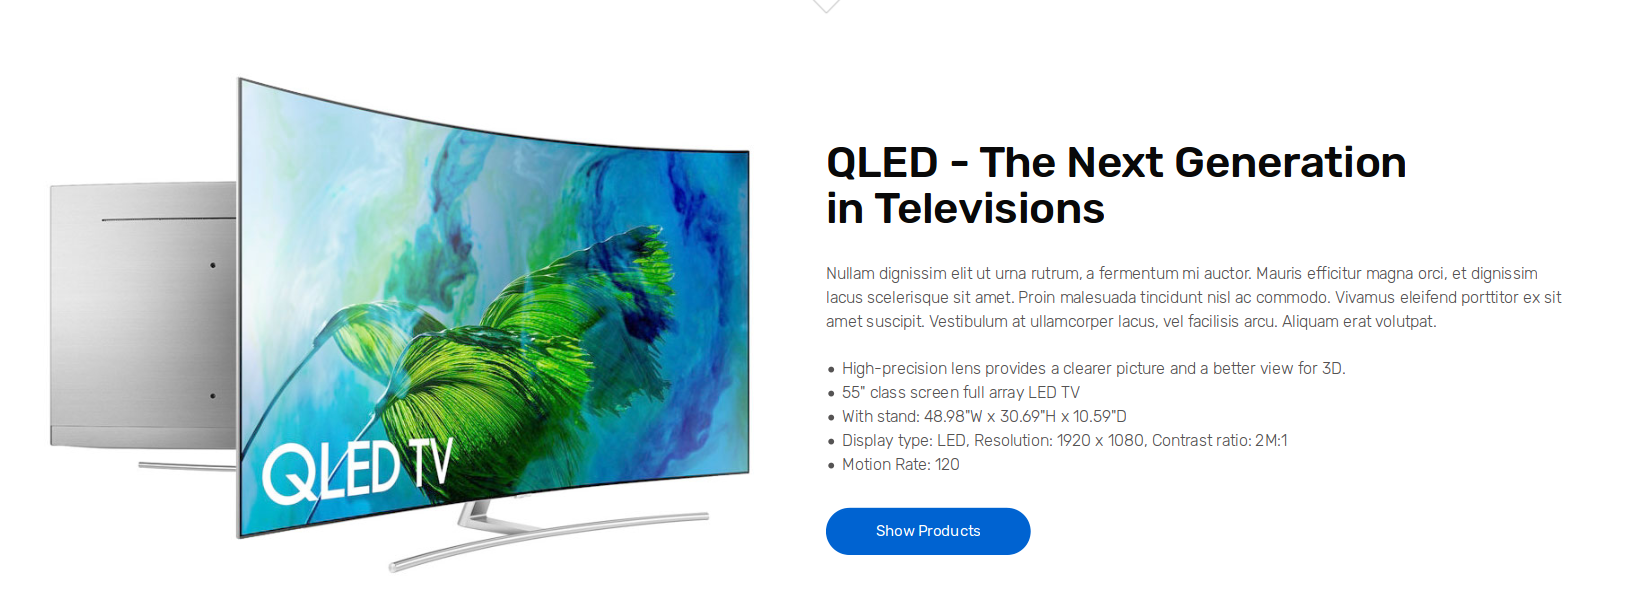 QLED - The Next Generation
in Televisions
Nullam dignissim elit ut urna rutrum, a fermentum mi auctor. Mauris efficitur magna orci, et dignissim
lacus scelerisque sit amet. Proin malesuada tincidunt nisl ac commodo. Vivamus eleifend porttitor ex sit
amet suscipit. Vestibulum at ullamcorper lacus, vel facilisis arcu. Aliquam erat volutpat.
• High-precision lens provides a clearer picture and a better view for 3D.
• 55" class screen full array LED TV
• With stand: 48.98"W x 30.69"H x 10.59"D
• Display type: LED, Resolution: 1920 x 1080, Contrast ratio: 2M:1
• Motion Rate: 120
Show Products
QLED TV